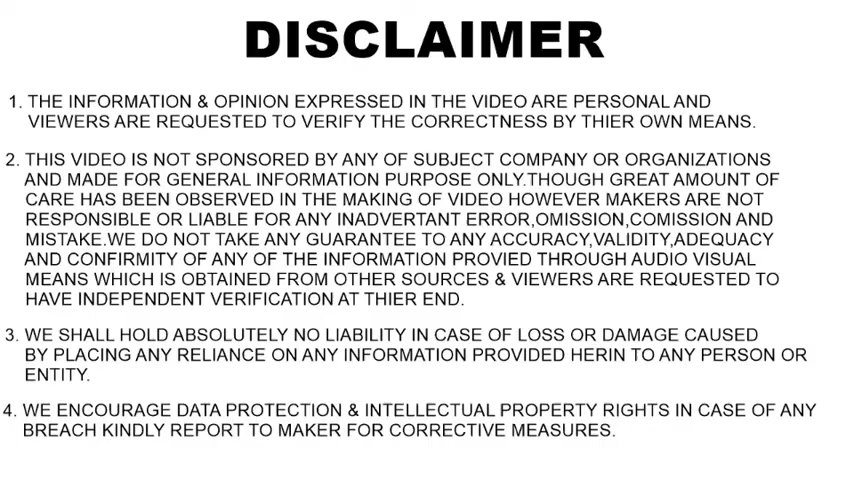 DISCLAIMER
1. THE INFORMATION & OPINION EXPRESSED IN THE VIDEO ARE PERSONAL AND
VIEWERS ARE REQUESTED TO VERIFY THE CORRECTNESS BY THIER OWN MEANS.
2. THIS VIDEO IS NOT SPONSORED BY ANY OF SUBJECT COMPANY OR ORGANIZATIONS
AND MADE FOR GENERAL INFORMATION PURPOSE ONLY.THOUGH GREAT AMOUNT OF
CARE HAS BEEN OBSERVED IN THE MAKING OF VIDEO HOWEVER MAKERS ARE NOT
RESPONSIBLE OR LIABLE FOR ANY INADVERTANT ERROR,OMISSION,COMISSION AND
MISTAKE.WE DO NOT TAKE ANY GUARANTEE TO ANY ACCURACY,VALIDITY,ADEQUACY
AND CONFIRMITY OF ANY OF THE INFORMATION PROVIED THROUGH AUDIO VISUAL
MEANS WHICH IS OBTAINED FROM OTHER SOURCES & VIEWERS ARE REQUESTED TO
HAVE INDEPENDENT VERIFICATION AT THIER END.
3. WE SHALL HOLD ABSOLUTELY NO LIABILITY IN CASE OF LOSS OR DAMAGE CAUSED
BY PLACING ANY RELIANCE ON ANY INFORMATION PROVIDED HERIN TO ANY PERSON OR
ENTITY.
4. WE ENCOURAGE DATA PROTECTION & INTELLECTUAL PROPERTY RIGHTS IN CASE OF ANY
BREACH KINDLY REPORT TO MAKER FOR CORRECTIVE MEASURES.